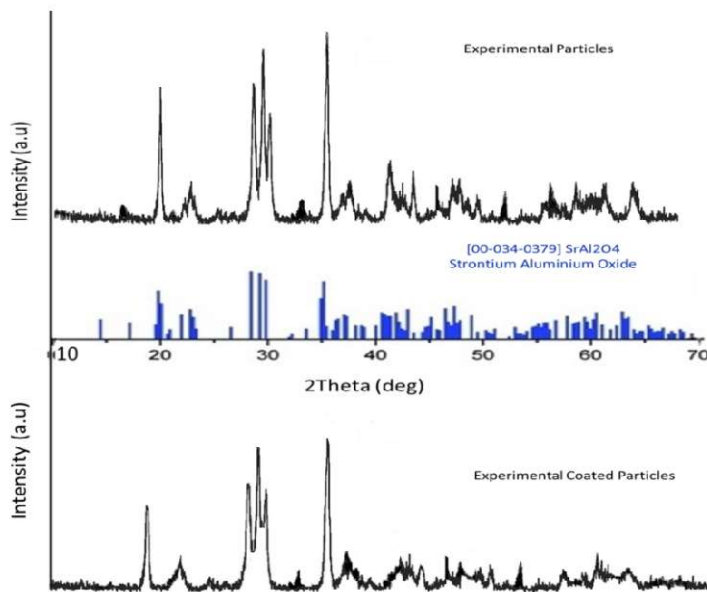 Experimental Particles
Intensity (a.u)
[00-034-0379] SrAl2O4
Strontium Aluminium Oxide
10 20 30 40 50 60 70
2Theta (deg)
Intensity (a.u)
Experimental Coated Particles